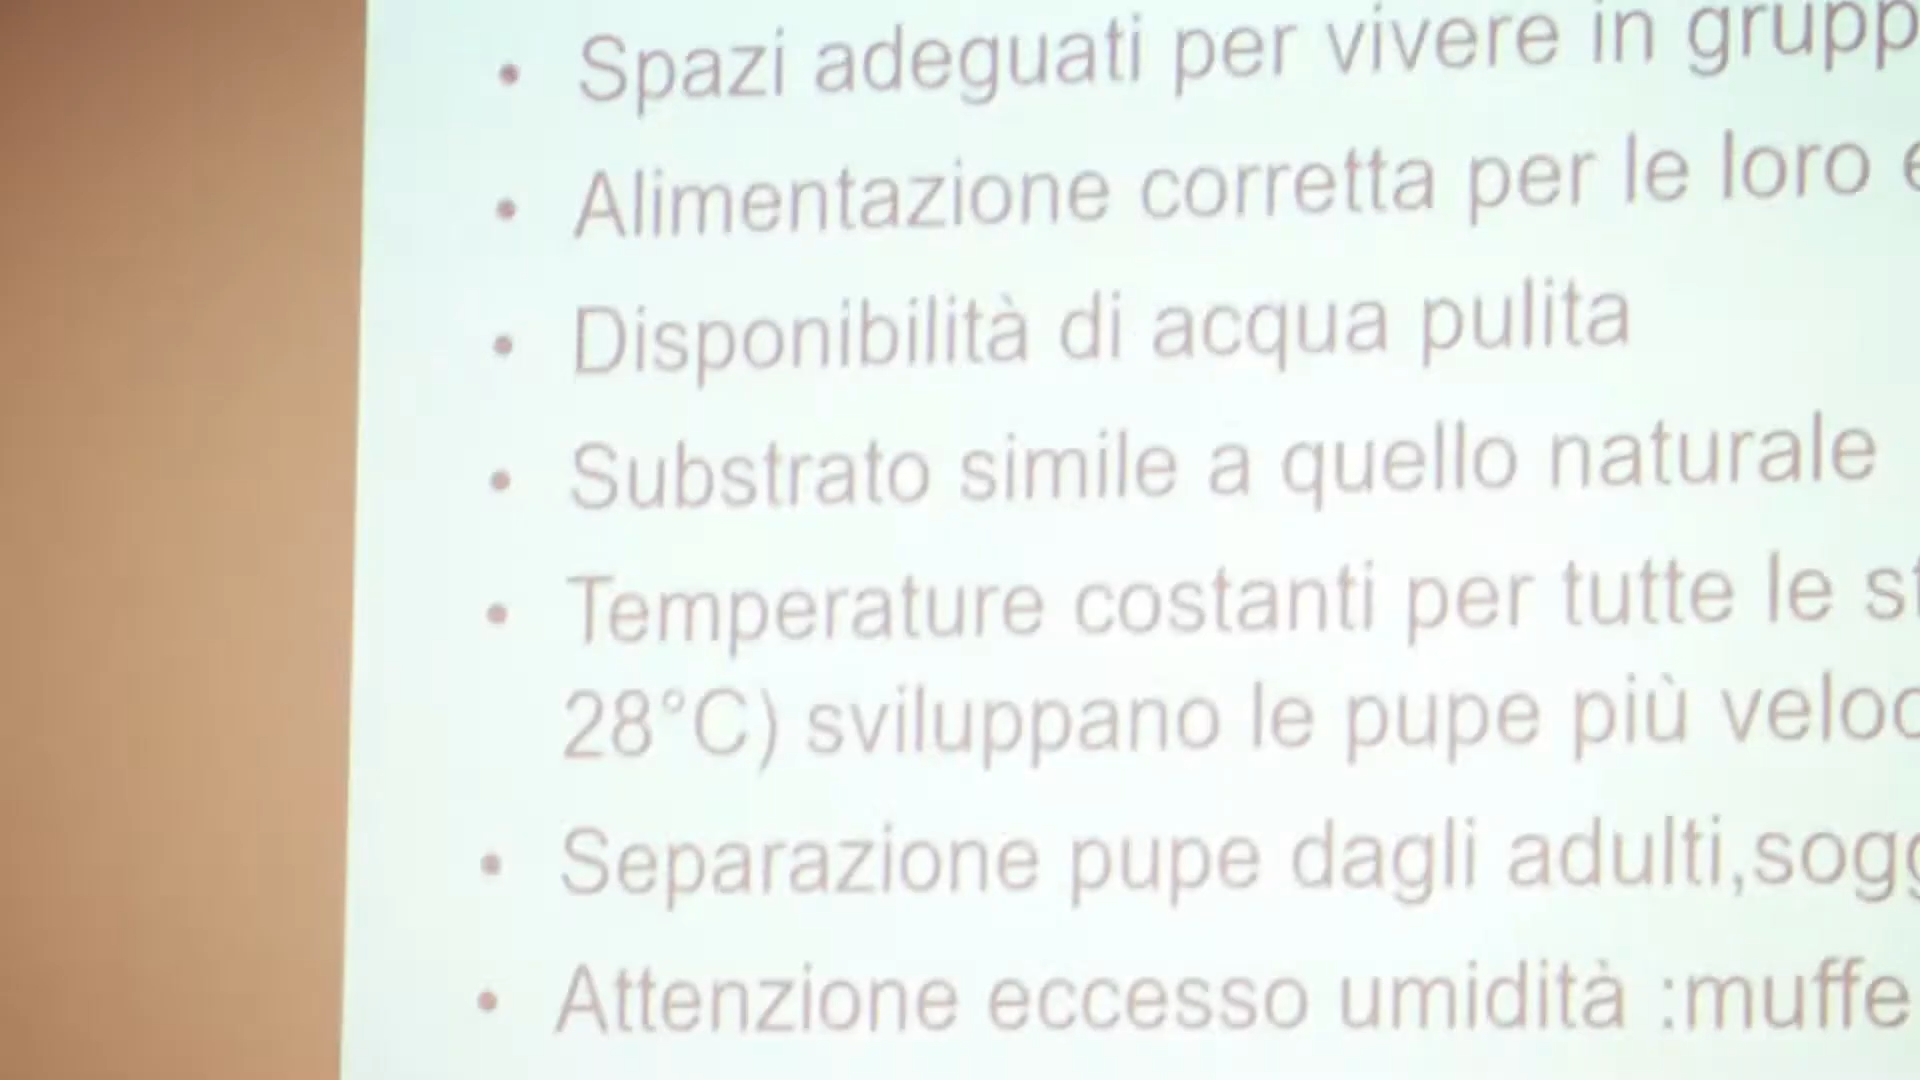 • Spazi adeguati per vivere in grupp
• Alimentazione corretta per le loro
• Disponibilità di acqua pulita
• Substrato simile a quello naturale
• Temperature costanti per tutte le st
28°C) sviluppano le pupe più veloc
• Separazione pupe dagli adulti,sogg
• Attenzione eccesso umidità :muffe